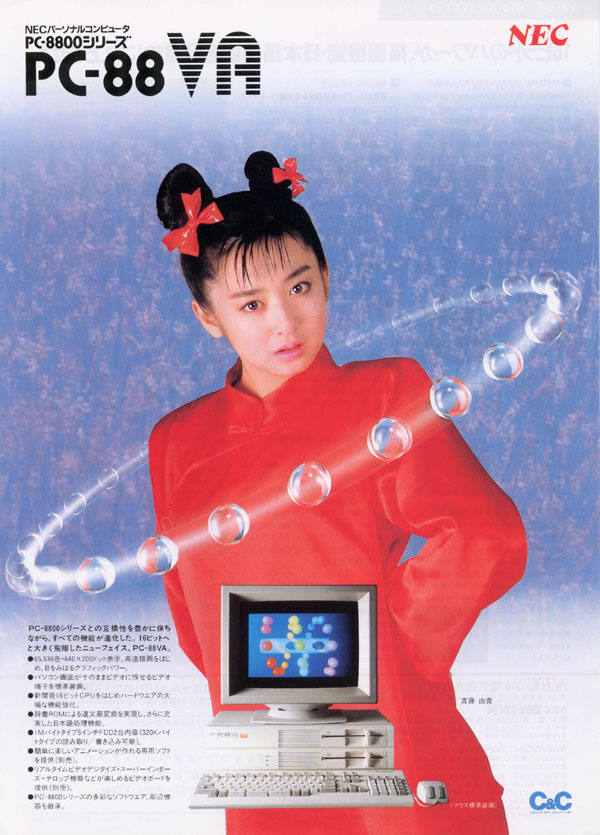 NECパーソナルコンピュータ
PC-8800シリーズ
PC-88 VA
NEC
PC-8800シリーズとの互換性を豊かに保ち
ながら、すべての機能が進化した。16ビットへ
と大きく飛翔したニューフェイス、PC-88VA。
●65,536色・640×200ドット表示、高速描画をはじ
め、目をみはるグラフィックパワー。
●パソコン画面がそのままビデオに残せるビデオ
端子を標準装備。
●新開発16ビットCPUをはじめハードウェアの大
幅な機能強化。
●辞書ROMによる連文節変換を実現し、さらに充
実した日本語処理機能。
●1Mバイトタイプ5インチFDD2台内蔵(320Kバ
イトタイプの読み取り/書き込み可能)。
●簡単に楽しいアニメーションが作れる専用ソフト
を提供(別売)。
●リアルタイムビデオデジタイズ・スーパーインポー
ズ・テロップ機能などが楽しめるビデオボードを
提供(別売)。
●PC-8800シリーズの多彩なソフトウェア、周辺機
器を継承。
斉藤 由貴
(マウス標準装備)
C&C